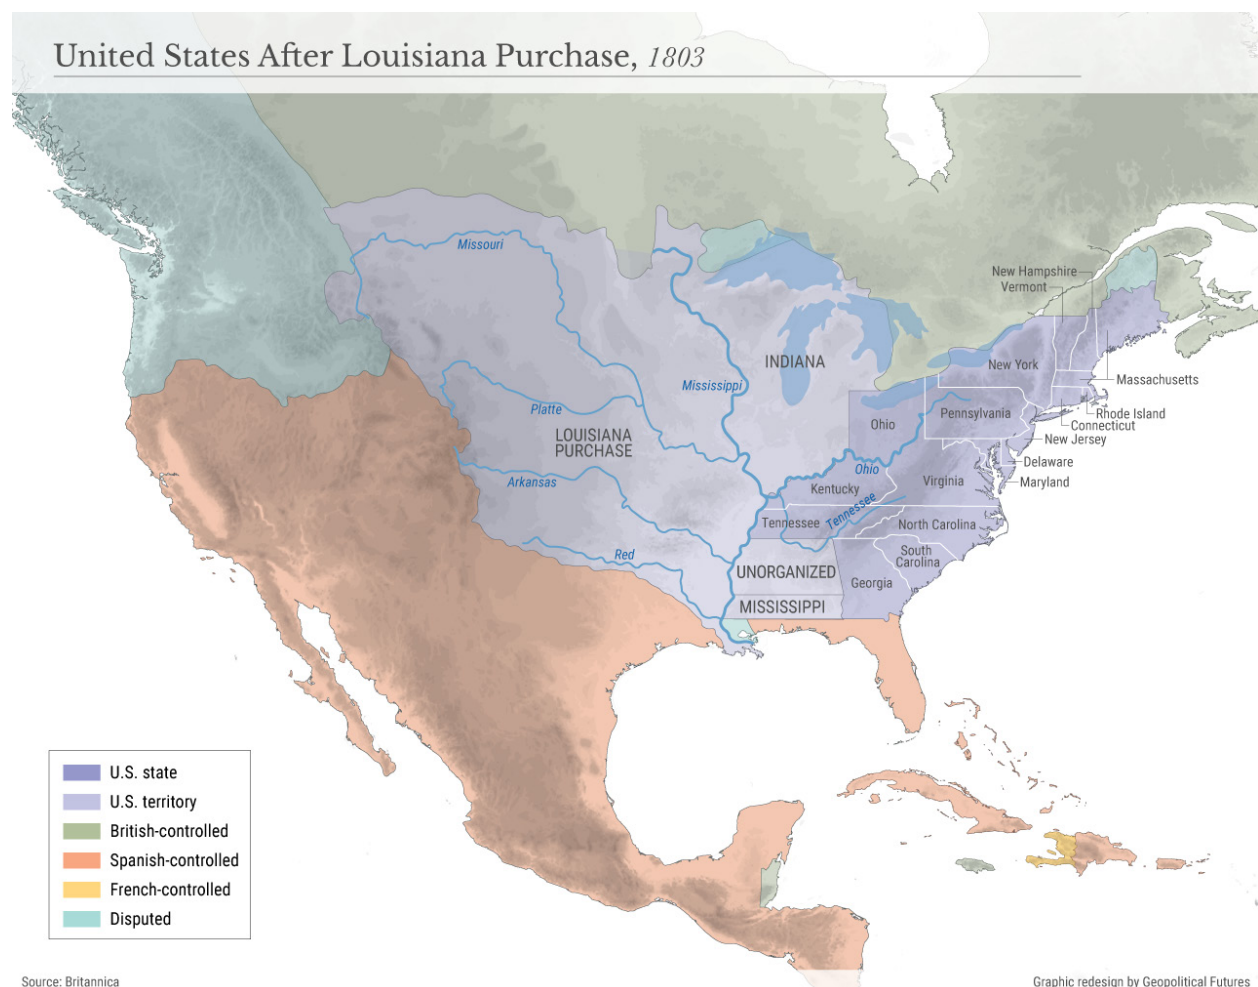 United States After Louisiana Purchase, 1803
Missouri
New Hampshire
Vermont
INDIANA
New York
Mississippi
Massachusetts
Platte
Pennsylvania
Rhode Island
Ohio
Connecticut
LOUISIANA
PURCHASE
New Jersey
Ohio
Delaware
Arkansas
Kentucky
Virginia
Maryland
Tennessee
Tennessee
North Carolina
Red
South
Carolina
UNORGANIZED
Georgia
MISSISSIPPI
U.S. state
U.S. territory
British-controlled
Spanish-controlled
French-controlled
Disputed
Source: Britannica
Graphic redesign by Geopolitical Futures